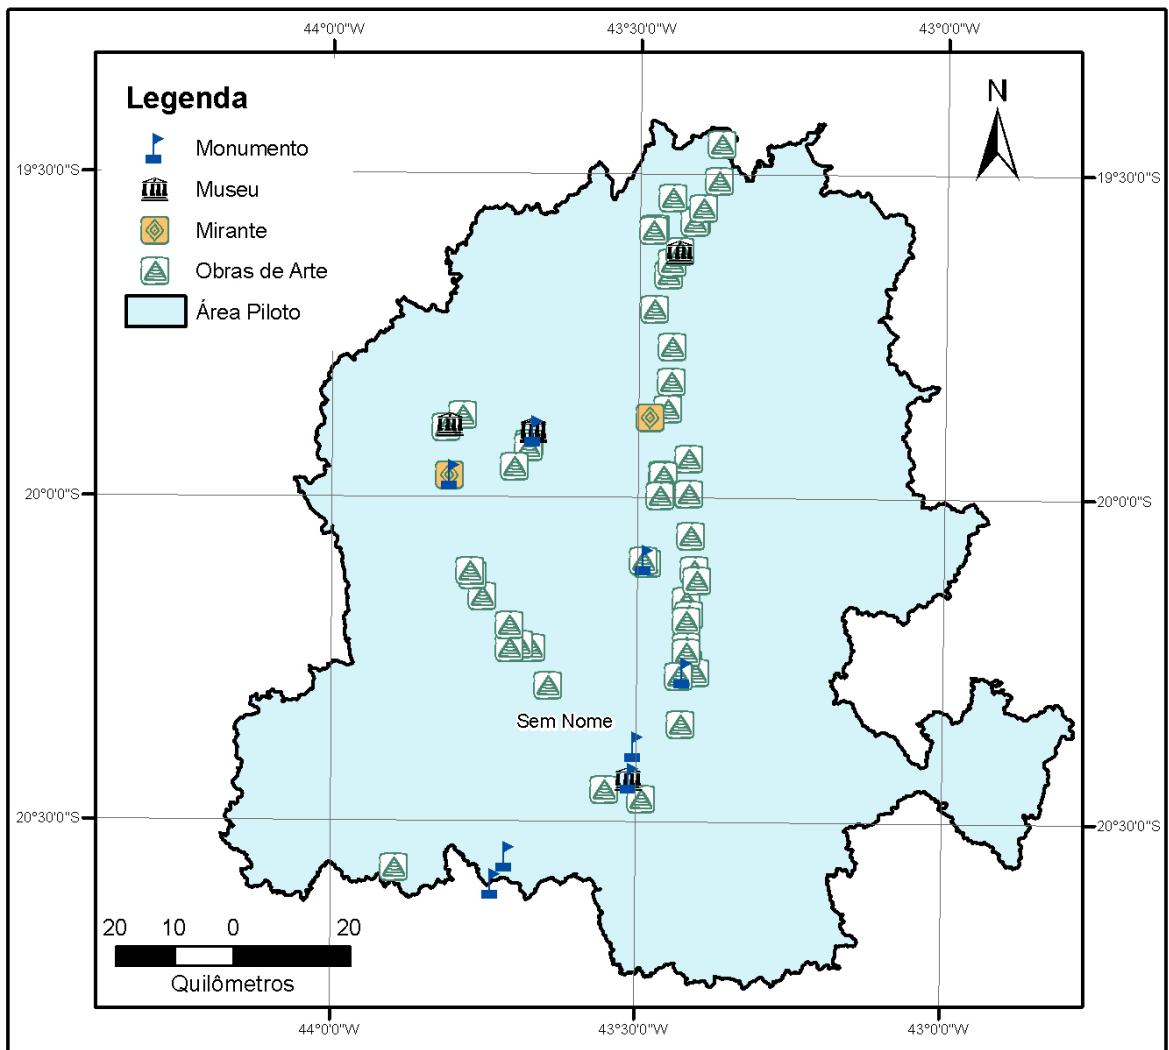 44°0'0"W
43°30'0"W
43°0'0"W
N
Legenda
Monumento
Museu
Mirante
Obras de Arte
Área Piloto
19°30'0"S
19°30'0"S
20°0'0"S
20°0'0"S
Sem Nome
20°30'0"S
20°30'0"S
20 10 0 20
Quilômetros
44°0'0"W
43°30'0"W
43°0'0"W